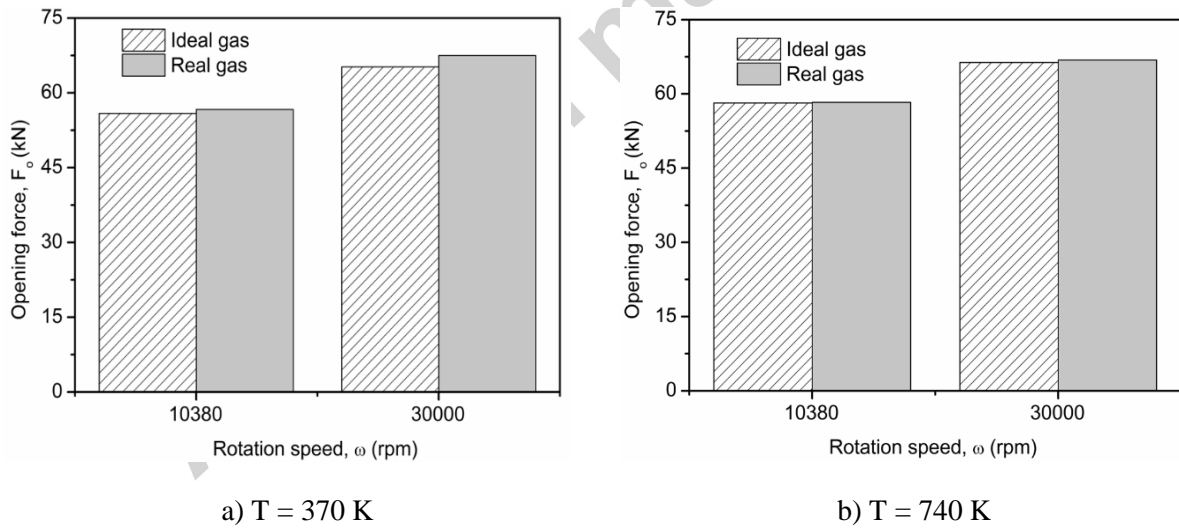 75
60
45
30
15
0
Opening force, F_o (kN)
Ideal gas
Real gas
10380
30000
Rotation speed, ω (rpm)
a) T = 370 K
75
60
45
30
15
0
Opening force, F_o (kN)
Ideal gas
Real gas
10380
30000
Rotation speed, ω (rpm)
b) T = 740 K